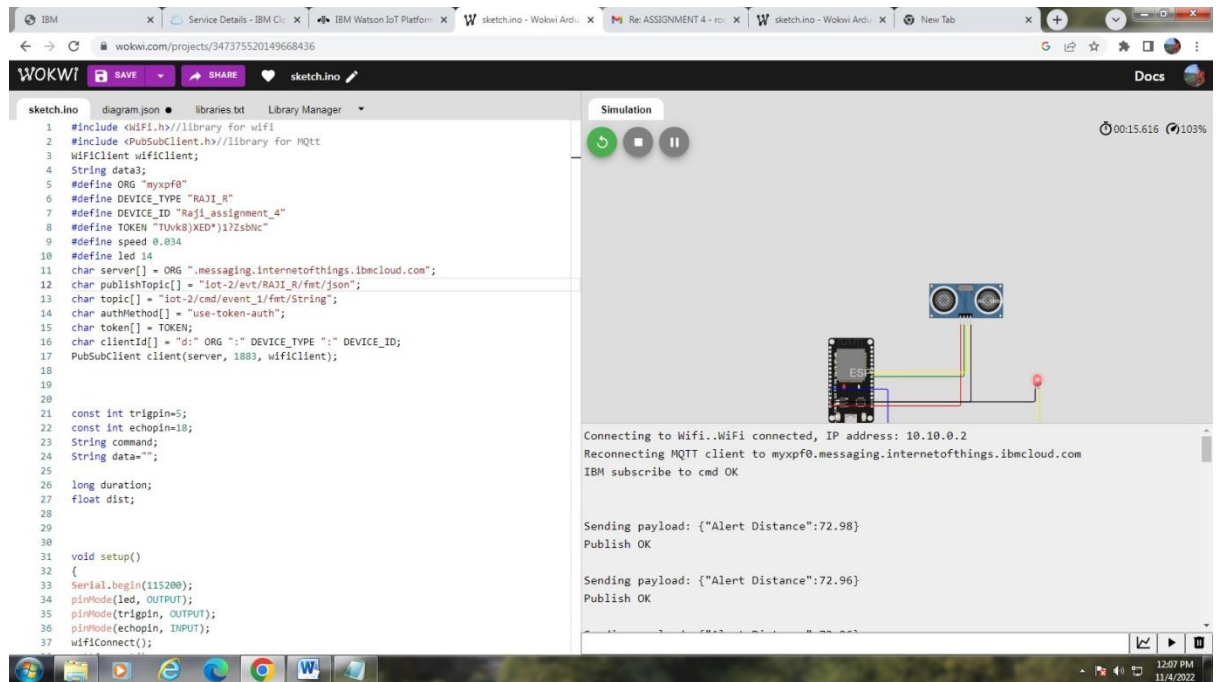 IBM
Service Details - IBM Clo
IBM Watson IoT Platform
sketch.ino - Wokwi Ardu
Re: ASSIGNMENT 4 - ro
sketch.ino - Wokwi Ardu
New Tab
wokwi.com/projects/347375520149668436
WOKWI SAVE SHARE sketch.ino Docs
sketch.ino diagram.json ● libraries.txt Library Manager
1 #include <WiFi.h>//library for wifi
2 #include <PubSubClient.h>//library for MQtt
3 WiFiClient wifiClient;
4 String data3;
5 #define ORG "myxpf0"
6 #define DEVICE_TYPE "RAJI_R"
7 #define DEVICE_ID "Raji_assignment_4"
8 #define TOKEN "TUvk8)XED*)1?ZsbNc"
9 #define speed 0.034
10 #define led 14
11 char server[] = ORG ".messaging.internetofthings.ibmcloud.com";
12 char publishTopic[] = "iot-2/evt/RAJI_R/fmt/json";
13 char topic[] = "iot-2/cmd/event_1/fmt/String";
14 char authMethod[] = "use-token-auth";
15 char token[] = TOKEN;
16 char clientId[] = "d:" ORG ":" DEVICE_TYPE ":" DEVICE_ID;
17 PubSubClient client(server, 1883, wifiClient);
18
19
20
21 const int trigpin=5;
22 const int echopin=18;
23 String command;
24 String data="";
25
26 long duration;
27 float dist;
28
29
30
31 void setup()
32 {
33 Serial.begin(115200);
34 pinMode(led, OUTPUT);
35 pinMode(trigpin, OUTPUT);
36 pinMode(echopin, INPUT);
37 wifiConnect();
Simulation
00:15.616 103%
ESP
Connecting to Wifi..WiFi connected, IP address: 10.10.0.2
Reconnecting MQTT client to myxpf0.messaging.internetofthings.ibmcloud.com
IBM subscribe to cmd OK
Sending payload: {"Alert Distance":72.98}
Publish OK
Sending payload: {"Alert Distance":72.96}
Publish OK
12:07 PM
11/4/2022